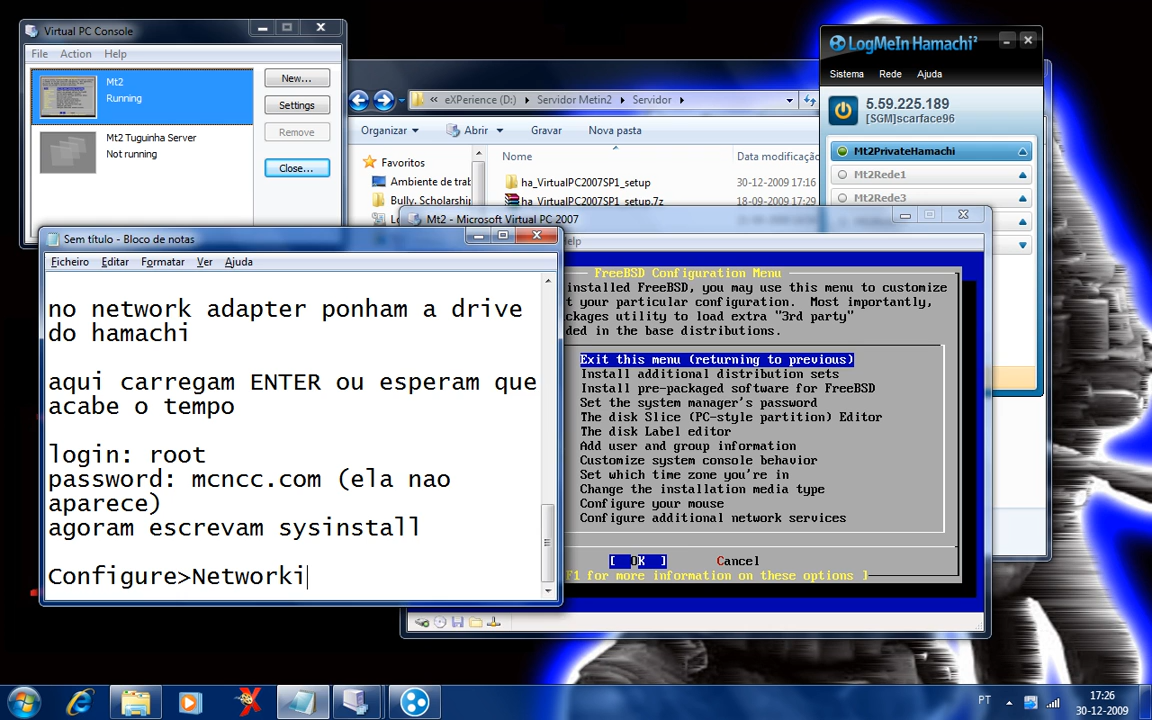 Virtual PC Console
File Action Help
Mt2
Running
Mt2 Tuguinha Server
Not running
New...
Settings
Remove
Close...
« eXPerience (D:) Servidor Metin2 Servidor
Organizar Abrir Gravar Nova pasta
Favoritos
Ambiente de trab
Bully. Scholarship
Nome Data modificação
ha_VirtualPC2007SP1_setup 30-12-2009 17:16
ha_VirtualPC2007SP1_setup.7z 18-09-2009 17:29
LogMeIn Hamachi²
Sistema Rede Ajuda
5.59.225.189
[SGM]scarface96
Mt2PrivateHamachi
Mt2Rede1
Mt2Rede3
Mt2 - Microsoft Virtual PC 2007
Help
FreeBSD Configuration Menu
installed FreeBSD, you may use this menu to customize
t your particular configuration. Most importantly,
ckages utility to load extra "3rd party"
ded in the base distributions.
Exit this menu (returning to previous)
Install additional distribution sets
Install pre-packaged software for FreeBSD
Set the system manager's password
The disk Slice (PC-style partition) Editor
The disk Label editor
Add user and group information
Customize system console behavior
Set which time zone you're in
Change the installation media type
Configure your mouse
Configure additional network services
[ OK ] Cancel
F1 for more information on these options ]
Sem título - Bloco de notas
Ficheiro Editar Formatar Ver Ajuda
no network adapter ponham a drive
do hamachi
aqui carregam ENTER ou esperam que
acabe o tempo
login: root
password: mcncc.com (ela nao
aparece)
agoram escrevam sysinstall
Configure>Networki
PT
17:26
30-12-2009